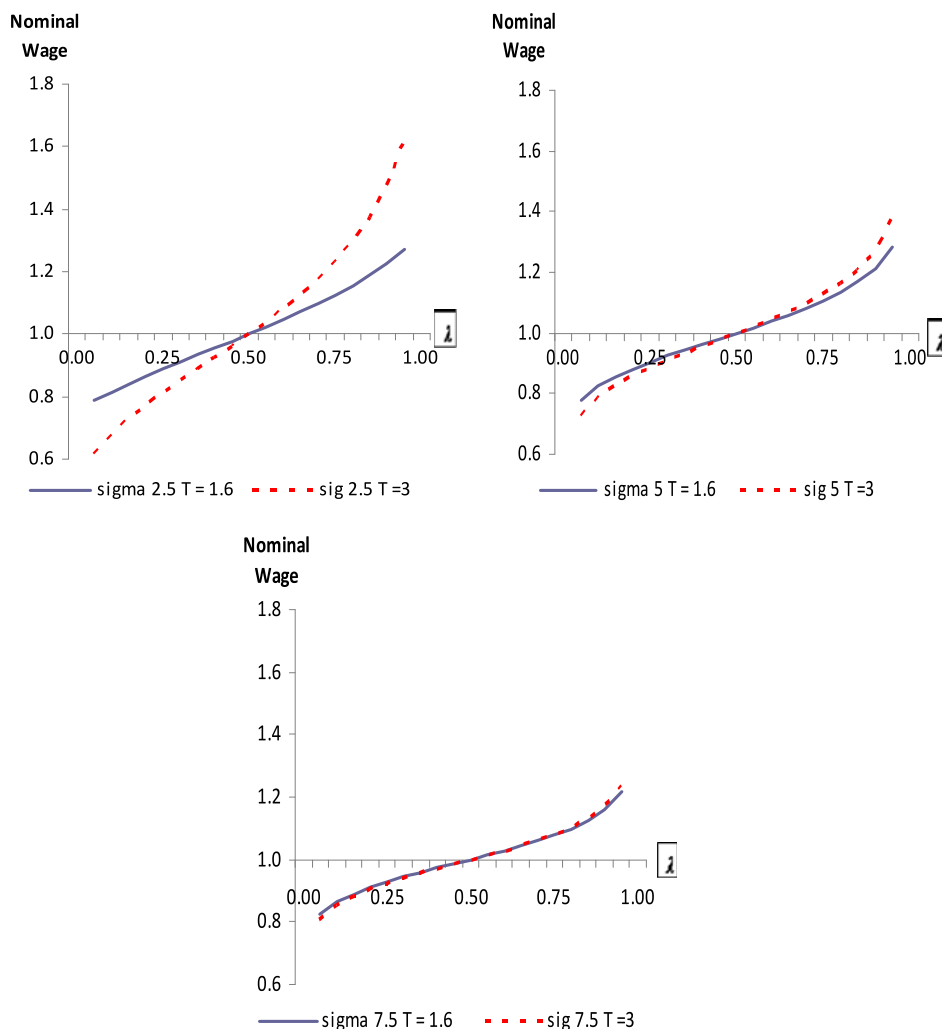 Nominal
Wage
1.8
1.6
1.4
1.2
1.0
0.8
0.6
0.00 0.25 0.50 0.75 1.00
λ
sigma 2.5 T = 1.6 sig 2.5 T =3
Nominal
Wage
1.8
1.6
1.4
1.2
1.0
0.8
0.6
0.00 0.25 0.50 0.75 1.00
λ
sigma 5 T = 1.6 sig 5 T =3
Nominal
Wage
1.8
1.6
1.4
1.2
1.0
0.8
0.6
0.00 0.25 0.50 0.75 1.00
λ
sigma 7.5 T = 1.6 sig 7.5 T =3